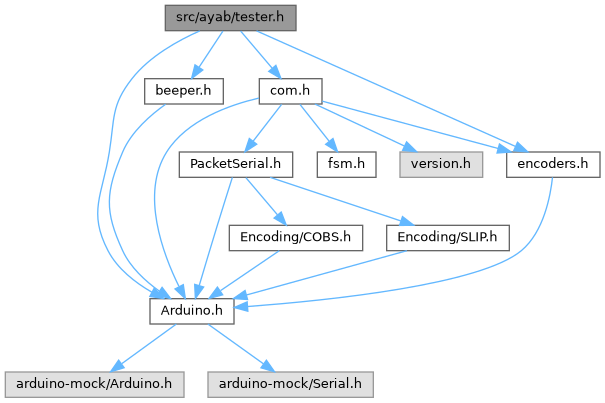 src/ayab/tester.h
beeper.h
com.h
PacketSerial.h
fsm.h
version.h
encoders.h
Encoding/COBS.h
Encoding/SLIP.h
Arduino.h
arduino-mock/Arduino.h
arduino-mock/Serial.h